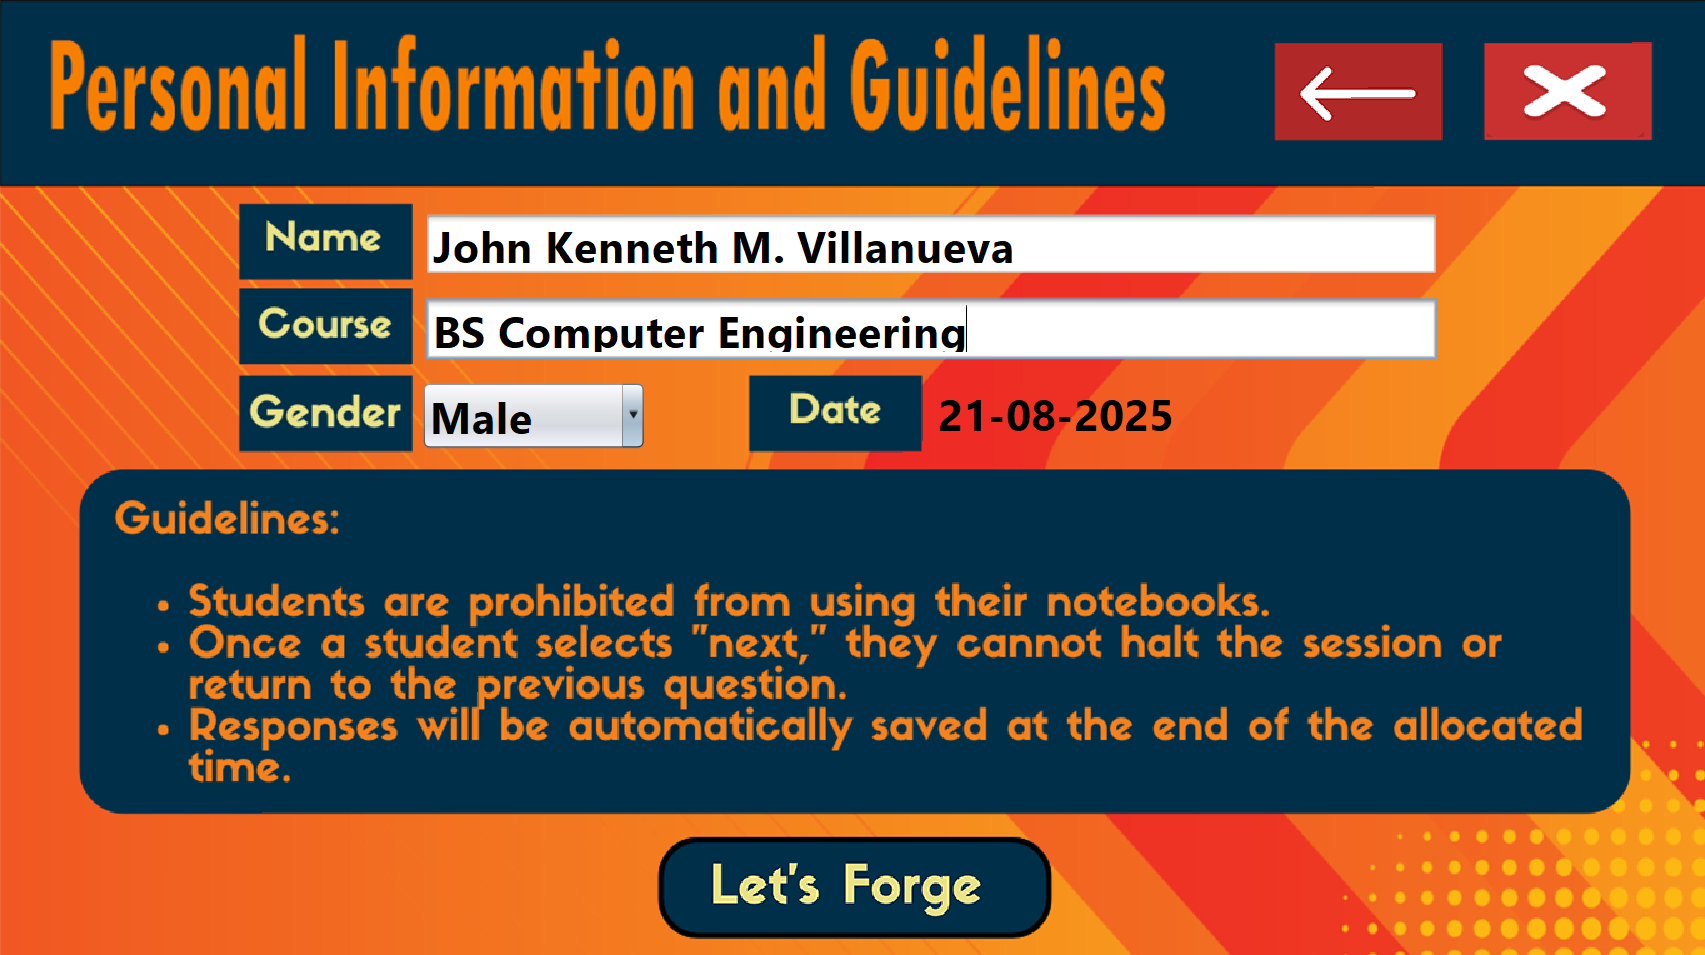 Personal Information and Guidelines
Name
John Kenneth M. Villanueva
Course
BS Computer Engineering
Gender
Male
Date
21-08-2025
Guidelines:
• Students are prohibited from using their notebooks.
• Once a student selects "next," they cannot halt the session or
return to the previous question.
• Responses will be automatically saved at the end of the allocated
time.
Let's Forge